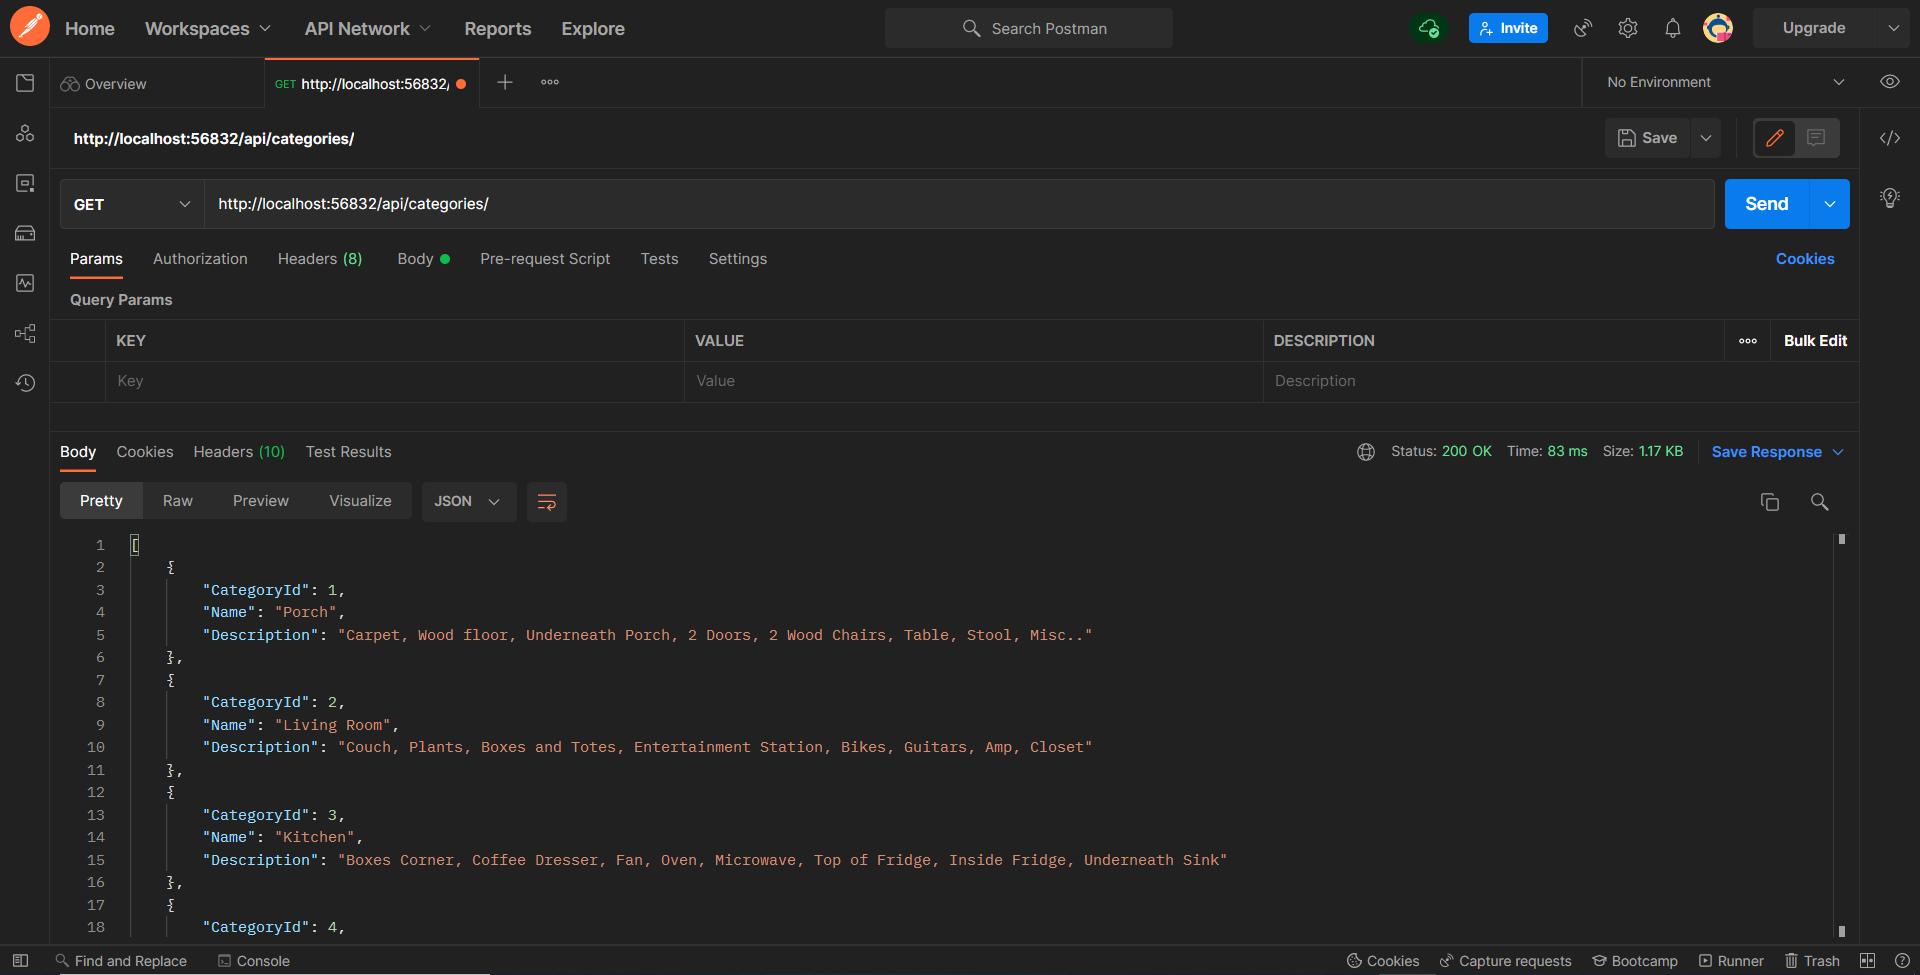 Home Workspaces API Network Reports Explore Search Postman Invite Upgrade
Overview GET http://localhost:56832/ No Environment
http://localhost:56832/api/categories/ Save
GET http://localhost:56832/api/categories/ Send
Params Authorization Headers (8) Body Pre-request Script Tests Settings Cookies
Query Params
KEY VALUE DESCRIPTION Bulk Edit
Key Value Description
Body Cookies Headers (10) Test Results Status: 200 OK Time: 83 ms Size: 1.17 KB Save Response
Pretty Raw Preview Visualize JSON
1 [
2 {
3 "CategoryId": 1,
4 "Name": "Porch",
5 "Description": "Carpet, Wood floor, Underneath Porch, 2 Doors, 2 Wood Chairs, Table, Stool, Misc.."
6 },
7 {
8 "CategoryId": 2,
9 "Name": "Living Room",
10 "Description": "Couch, Plants, Boxes and Totes, Entertainment Station, Bikes, Guitars, Amp, Closet"
11 },
12 {
13 "CategoryId": 3,
14 "Name": "Kitchen",
15 "Description": "Boxes Corner, Coffee Dresser, Fan, Oven, Microwave, Top of Fridge, Inside Fridge, Underneath Sink"
16 },
17 {
18 "CategoryId": 4,
Find and Replace Console Cookies Capture requests Bootcamp Runner Trash